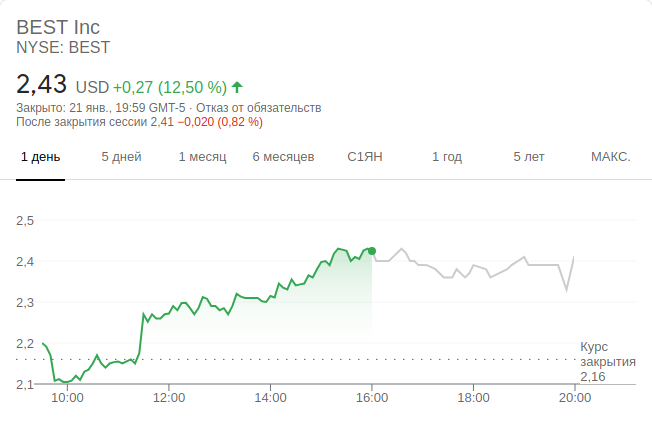 BEST Inc
NYSE: BEST
2,43 USD +0,27 (12,50 %)
Закрыто: 21 янв., 19:59 GMT-5 · Отказ от обязательств
После закрытия сессии 2,41 −0,020 (0,82 %)
1 день 5 дней 1 месяц 6 месяцев С1ЯН 1 год 5 лет МАКС.
2,5
2,4
2,3
2,2
2,1
Курс
закрытия
2,16
10:00 12:00 14:00 16:00 18:00 20:00